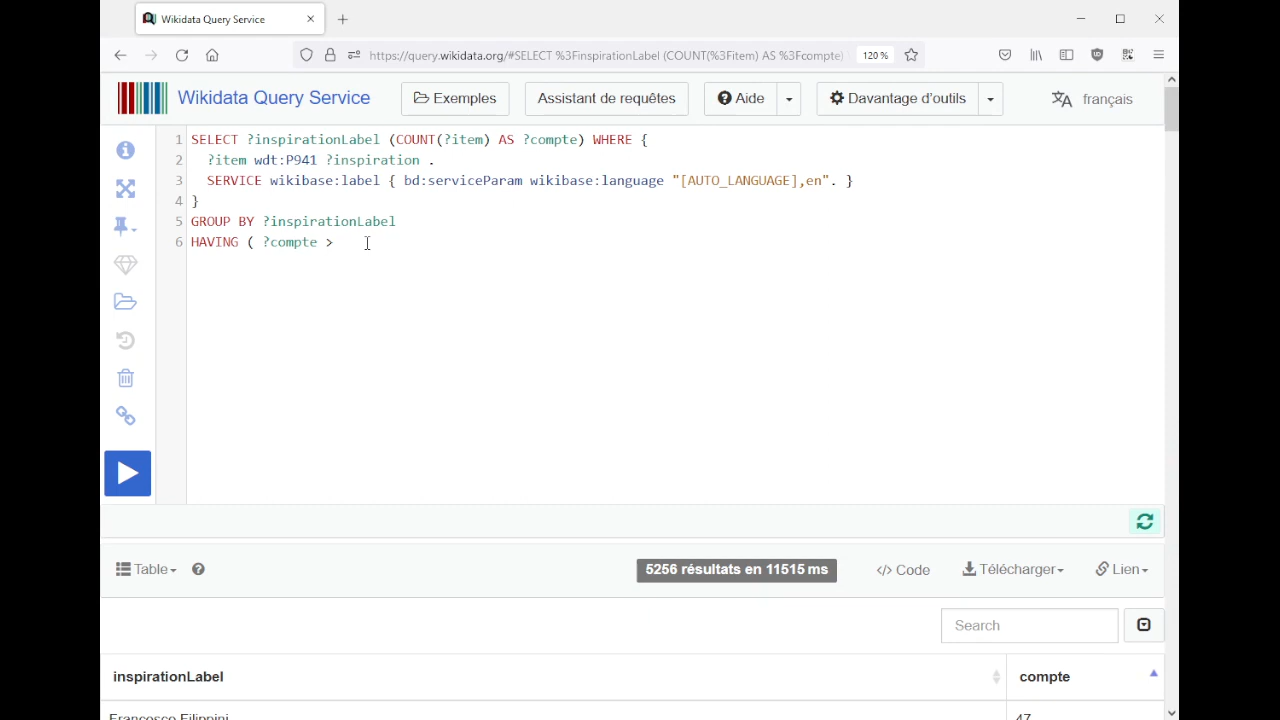 Wikidata Query Service
https://query.wikidata.org/#SELECT %3FinspirationLabel (COUNT(%3Fitem) AS %3Fcompte)
120 %
Wikidata Query Service
Exemples
Assistant de requêtes
Aide
Davantage d'outils
français
1 SELECT ?inspirationLabel (COUNT(?item) AS ?compte) WHERE {
2 ?item wdt:P941 ?inspiration .
3 SERVICE wikibase:label { bd:serviceParam wikibase:language "[AUTO_LANGUAGE],en". }
4 }
5 GROUP BY ?inspirationLabel
6 HAVING ( ?compte >
Table
5256 résultats en 11515 ms
</> Code
Télécharger
Lien
Search
inspirationLabel
compte
Francesco Filippini
47